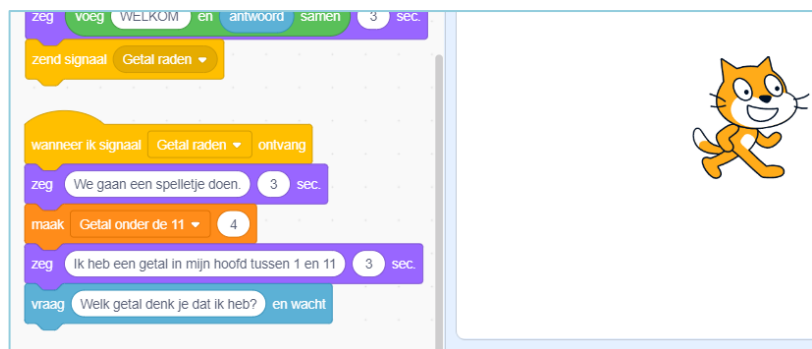 zeg voeg WELKOM en antwoord samen 3 sec.
zend signaal Getal raden
wanneer ik signaal Getal raden ontvang
zeg We gaan een spelletje doen. 3 sec.
maak Getal onder de 11 4
zeg Ik heb een getal in mijn hoofd tussen 1 en 11 3 sec.
vraag Welk getal denk je dat ik heb? en wacht